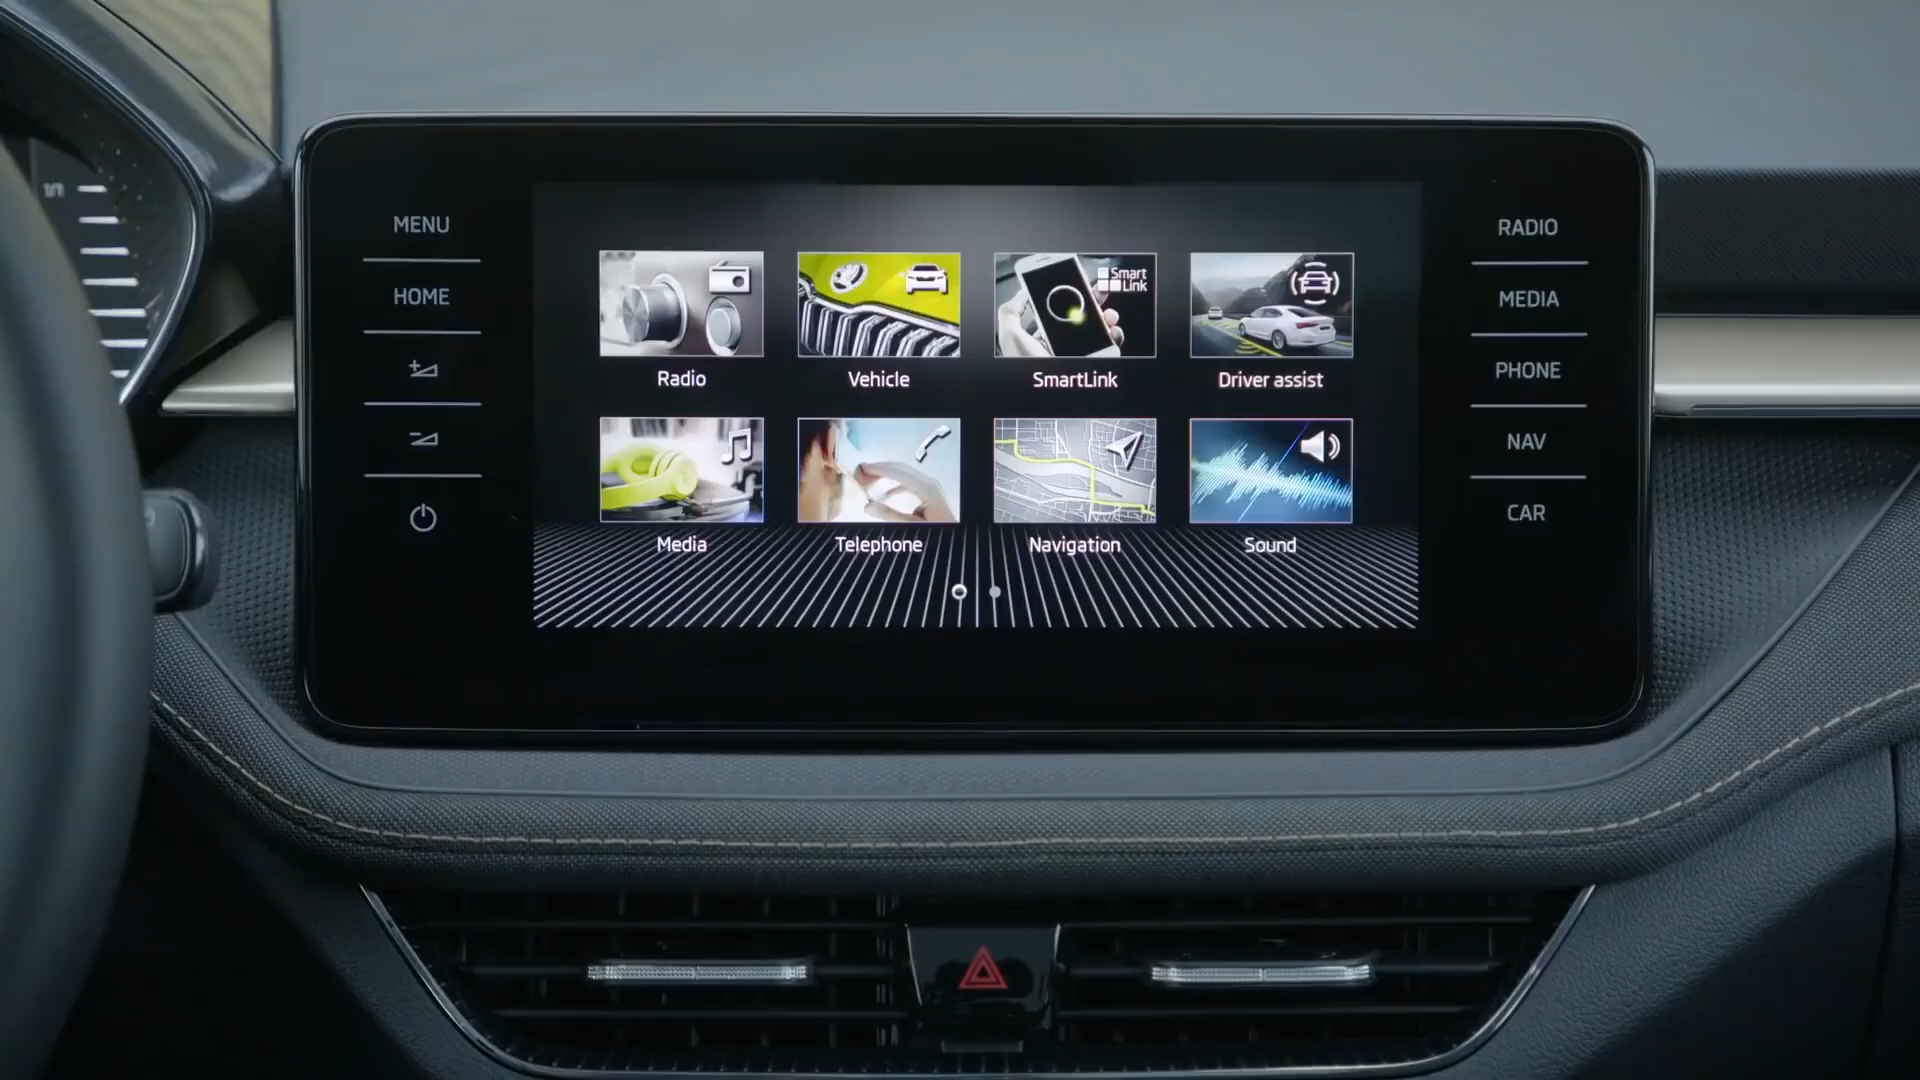 MENU
HOME
Smart
Link
Radio
Vehicle
SmartLink
Driver assist
Media
Telephone
Navigation
Sound
RADIO
MEDIA
PHONE
NAV
CAR